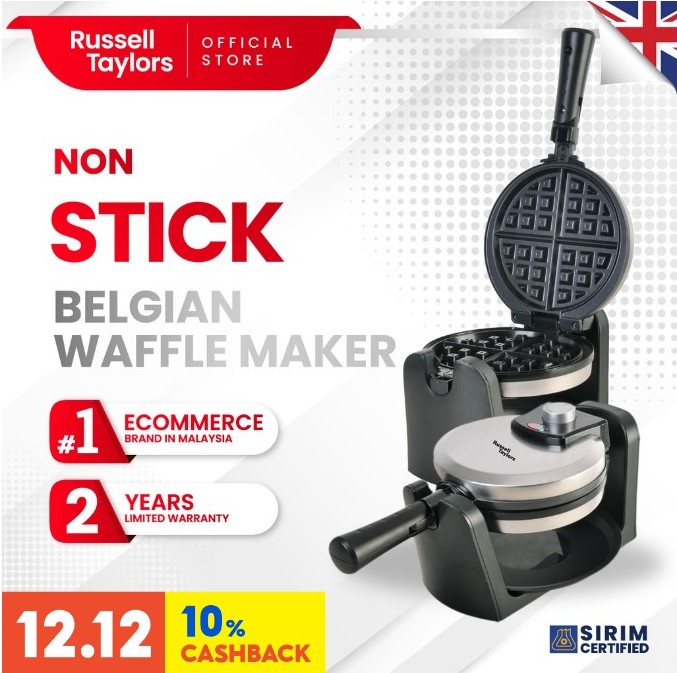 Russell
Taylors
OFFICIAL
STORE
NON
STICK
BELGIAN
WAFFLE MAKER
#1 ECOMMERCE
BRAND IN MALAYSIA
2 YEARS
LIMITED WARRANTY
Russell
Taylors
12.12
10%
CASHBACK
SIRIM
CERTIFIED